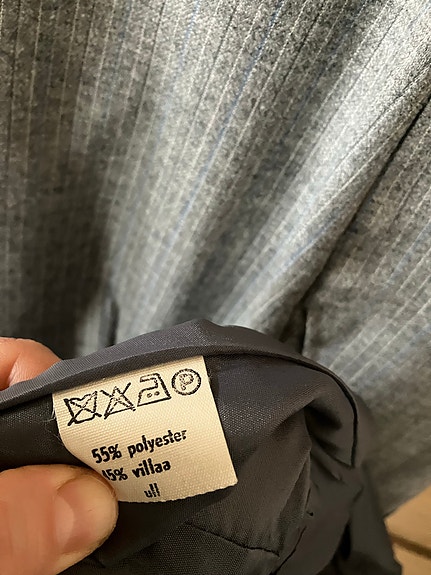 P
55% polyester
45% villaa
ull